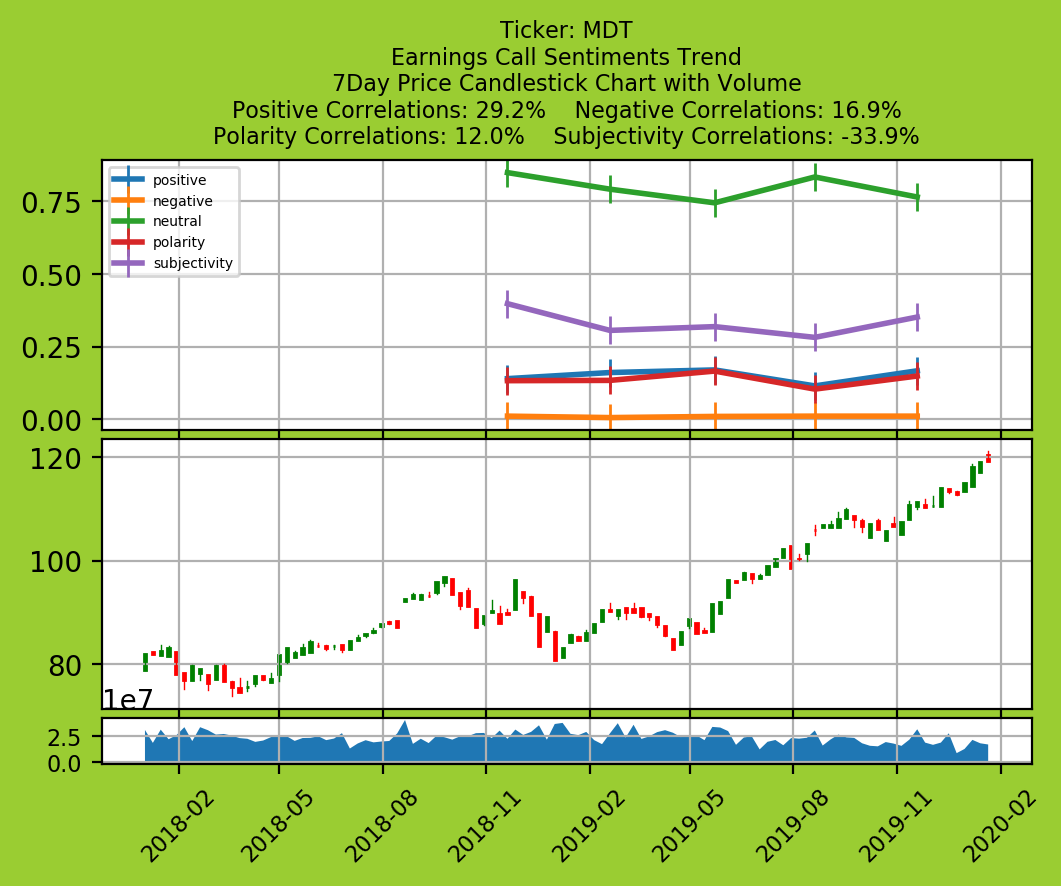 Ticker: MDT
Earnings Call Sentiments Trend
7Day Price Candlestick Chart with Volume
Positive Correlations: 29.2%    Negative Correlations: 16.9%
Polarity Correlations: 12.0%    Subjectivity Correlations: -33.9%
positive
negative
neutral
polarity
subjectivity
0.75
0.50
0.25
0.00
120
100
80
1e7
2.5
0.0
2018-02
2018-05
2018-08
2018-11
2019-02
2019-05
2019-08
2019-11
2020-02